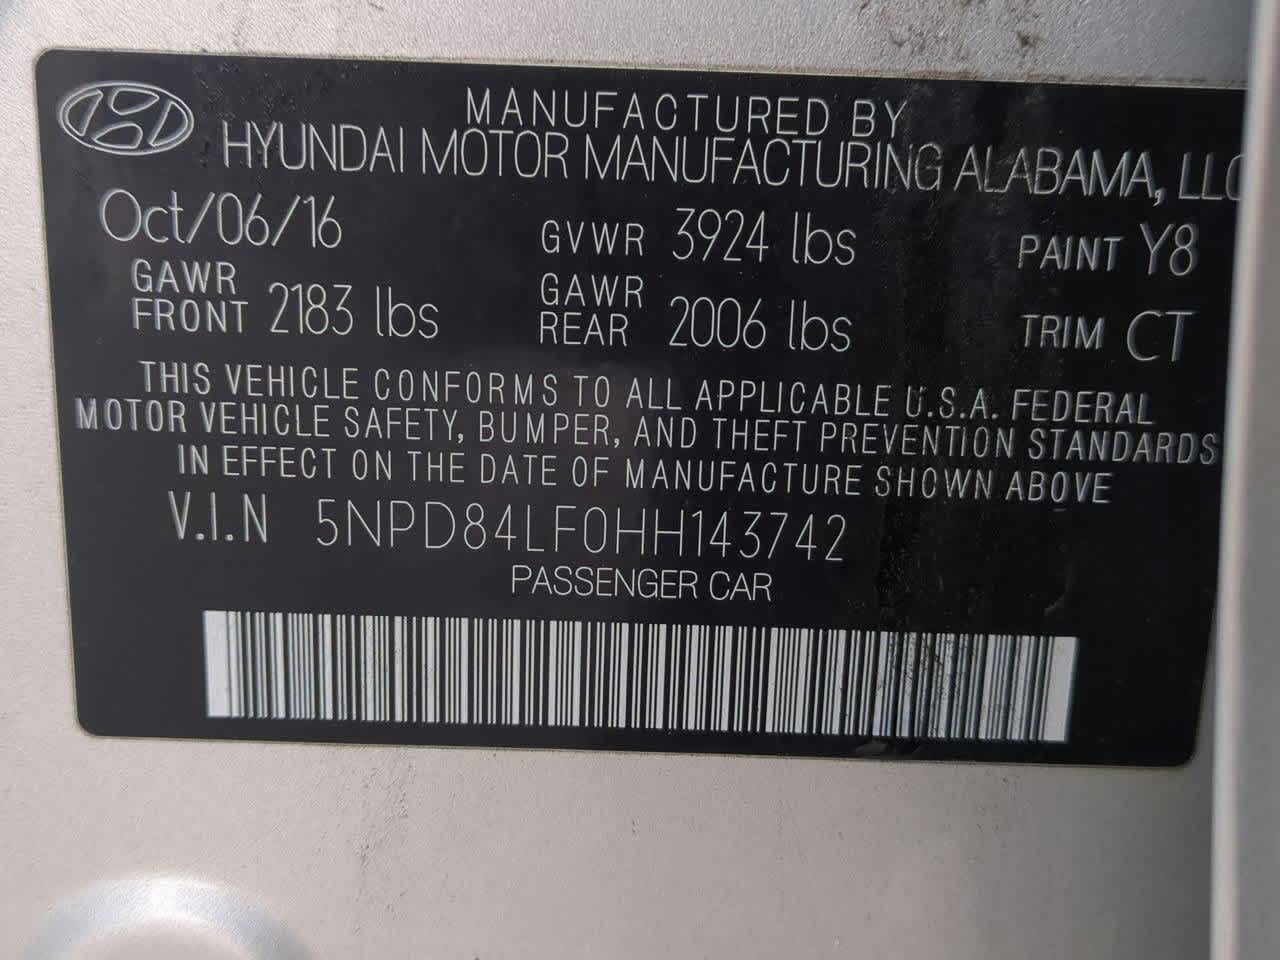 MANUFACTURED BY
HYUNDAI MOTOR MANUFACTURING ALABAMA, LLC
Oct/06/16 GVWR 3924 lbs PAINT Y8
GAWR FRONT 2183 lbs GAWR REAR 2006 lbs TRIM CT
THIS VEHICLE CONFORMS TO ALL APPLICABLE U.S.A. FEDERAL
MOTOR VEHICLE SAFETY, BUMPER, AND THEFT PREVENTION STANDARDS
IN EFFECT ON THE DATE OF MANUFACTURE SHOWN ABOVE
V.I.N 5NPD84LF0HH143742
PASSENGER CAR